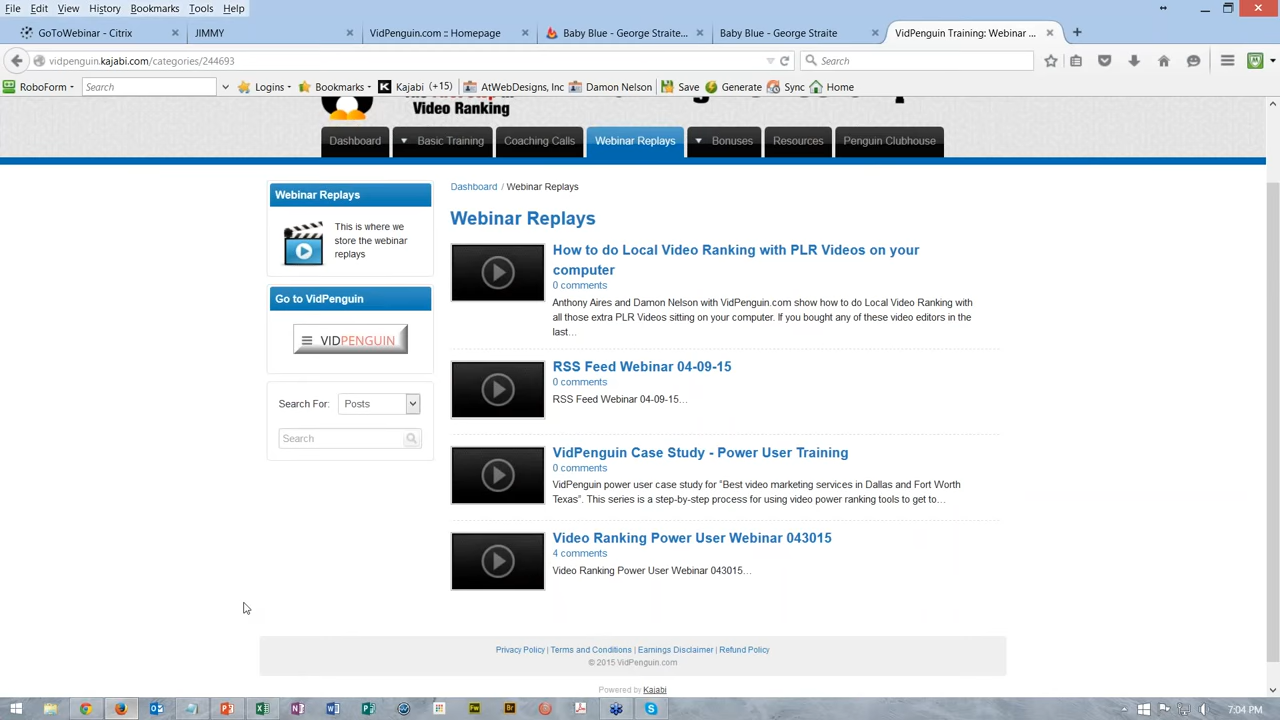 File Edit View History Bookmarks Tools Help
GoToWebinar - Citrix
JIMMY
VidPenguin.com :: Homepage
Baby Blue - George Straite...
Baby Blue - George Straite...
VidPenguin Training: Webinar ...
vidpenguin.kajabi.com/categories/244693
Search
RoboForm
Search
Logins
Bookmarks
Kajabi (+15)
AtWebDesigns, Inc
Damon Nelson
Save
Generate
Sync
Home
Video Ranking
Dashboard
Basic Training
Coaching Calls
Webinar Replays
Bonuses
Resources
Penguin Clubhouse
Webinar Replays
This is where we
store the webinar
replays
Go to VidPenguin
VIDPENGUIN
Search For: Posts
Search
Dashboard / Webinar Replays
Webinar Replays
How to do Local Video Ranking with PLR Videos on your
computer
0 comments
Anthony Aires and Damon Nelson with VidPenguin.com show how to do Local Video Ranking with
all those extra PLR Videos sitting on your computer. If you bought any of these video editors in the
last...
RSS Feed Webinar 04-09-15
0 comments
RSS Feed Webinar 04-09-15...
VidPenguin Case Study - Power User Training
0 comments
VidPenguin power user case study for "Best video marketing services in Dallas and Fort Worth
Texas". This series is a step-by-step process for using video power ranking tools to get to...
Video Ranking Power User Webinar 043015
4 comments
Video Ranking Power User Webinar 043015...
Privacy Policy | Terms and Conditions | Earnings Disclaimer | Refund Policy
© 2015 VidPenguin.com
Powered by Kajabi
7:04 PM